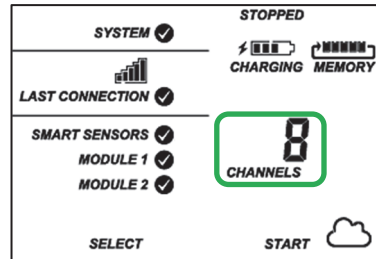 SYSTEM
STOPPED
CHARGING
MEMORY
LAST CONNECTION
SMART SENSORS
MODULE 1
MODULE 2
8
CHANNELS
SELECT
START